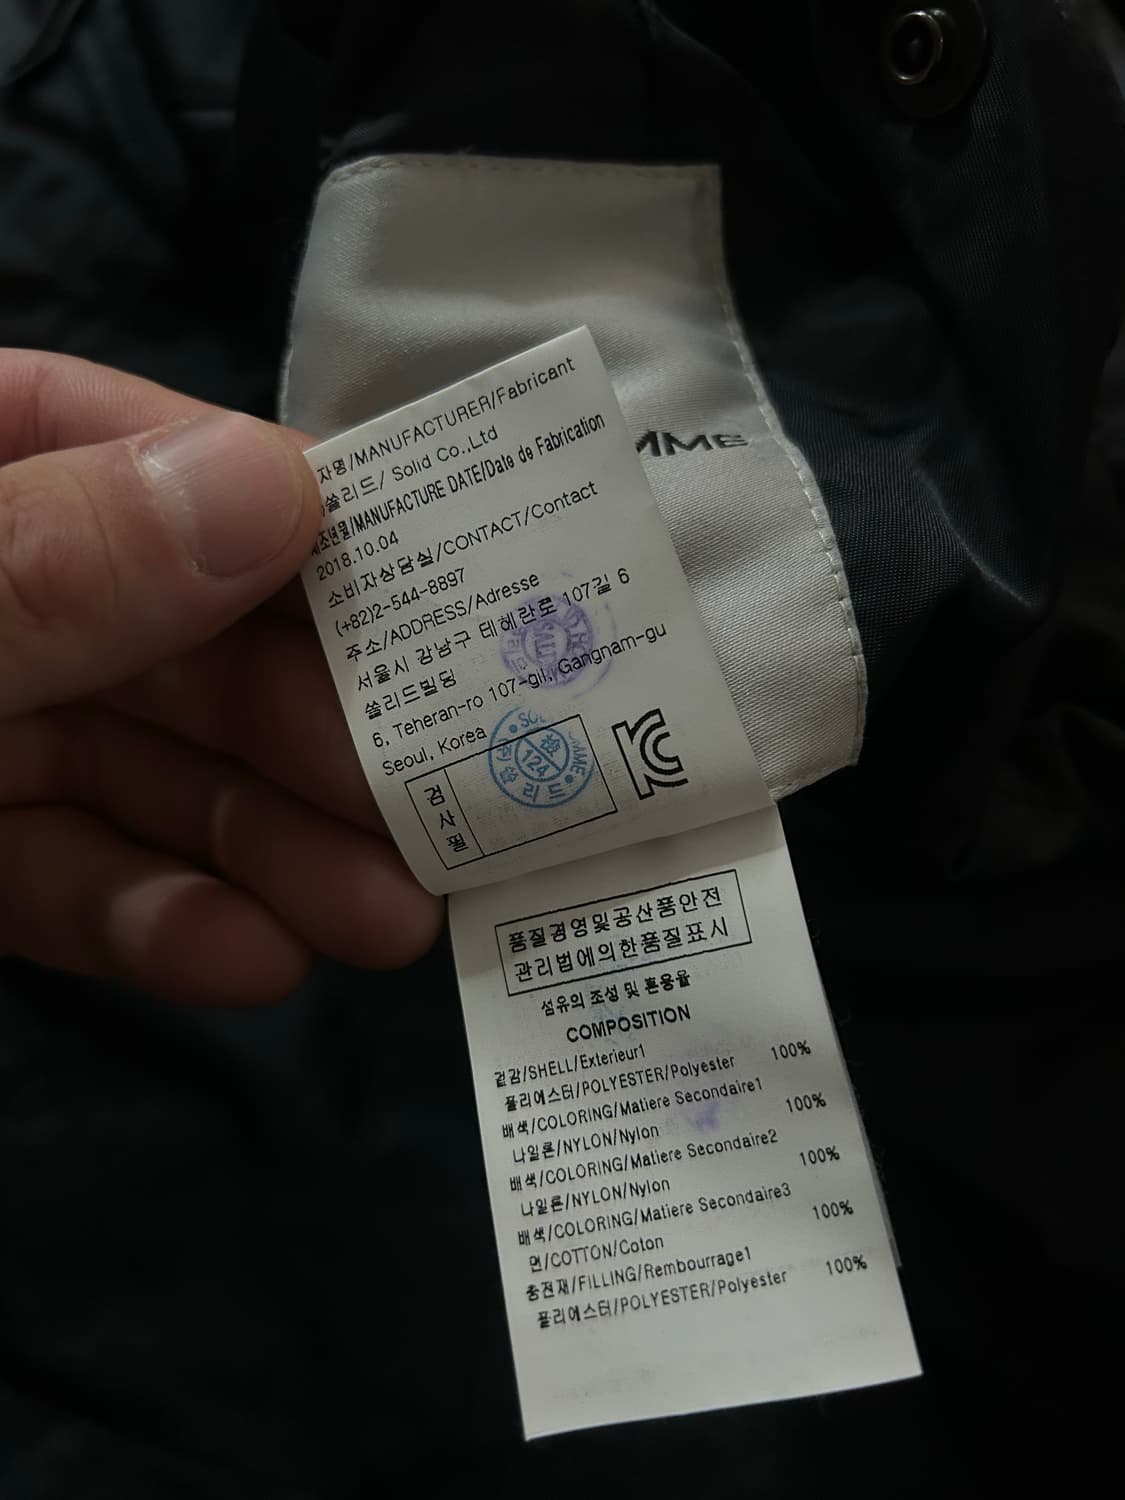 자명/MANUFACTURER/Fabricant
쏠리드/ Solid Co.,Ltd
제조년월/MANUFACTURE DATE/Date de Fabrication
2018.10.04
소비자상담실/CONTACT/Contact
(+82)2-544-8897
주소/ADDRESS/Adresse
서울시 강남구 테헤란로 107길 6
쏠리드빌딩
6, Teheran-ro 107-gil, Gangnam-gu
Seoul, Korea
검사필
124
리드
KC
MME
품질경영및공산품안전
관리법에의한품질표시
섬유의 조성 및 혼용율
COMPOSITION
겉감/SHELL/Exterieur1
폴리에스터/POLYESTER/Polyester 100%
배색/COLORING/Matiere Secondaire1
나일론/NYLON/Nylon 100%
배색/COLORING/Matiere Secondaire2
나일론/NYLON/Nylon 100%
배색/COLORING/Matiere Secondaire3
면/COTTON/Coton 100%
충전재/FILLING/Rembourrage1
폴리에스터/POLYESTER/Polyester 100%